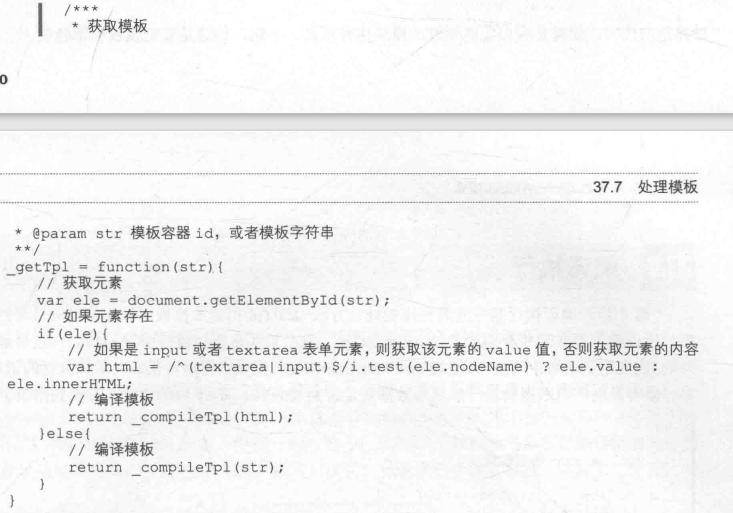 /***
 * 获取模板
0
37.7 处理模板
 * @param str 模板容器 id，或者模板字符串
**/
_getTpl = function(str){
    // 获取元素
    var ele = document.getElementById(str);
    // 如果元素存在
    if(ele){
        // 如果是 input 或者 textarea 表单元素，则获取该元素的 value 值，否则获取元素的内容
        var html = /^(textarea|input)$/i.test(ele.nodeName) ? ele.value :
ele.innerHTML;
        // 编译模板
        return _compileTpl(html);
    }else{
        // 编译模板
        return _compileTpl(str);
    }
}